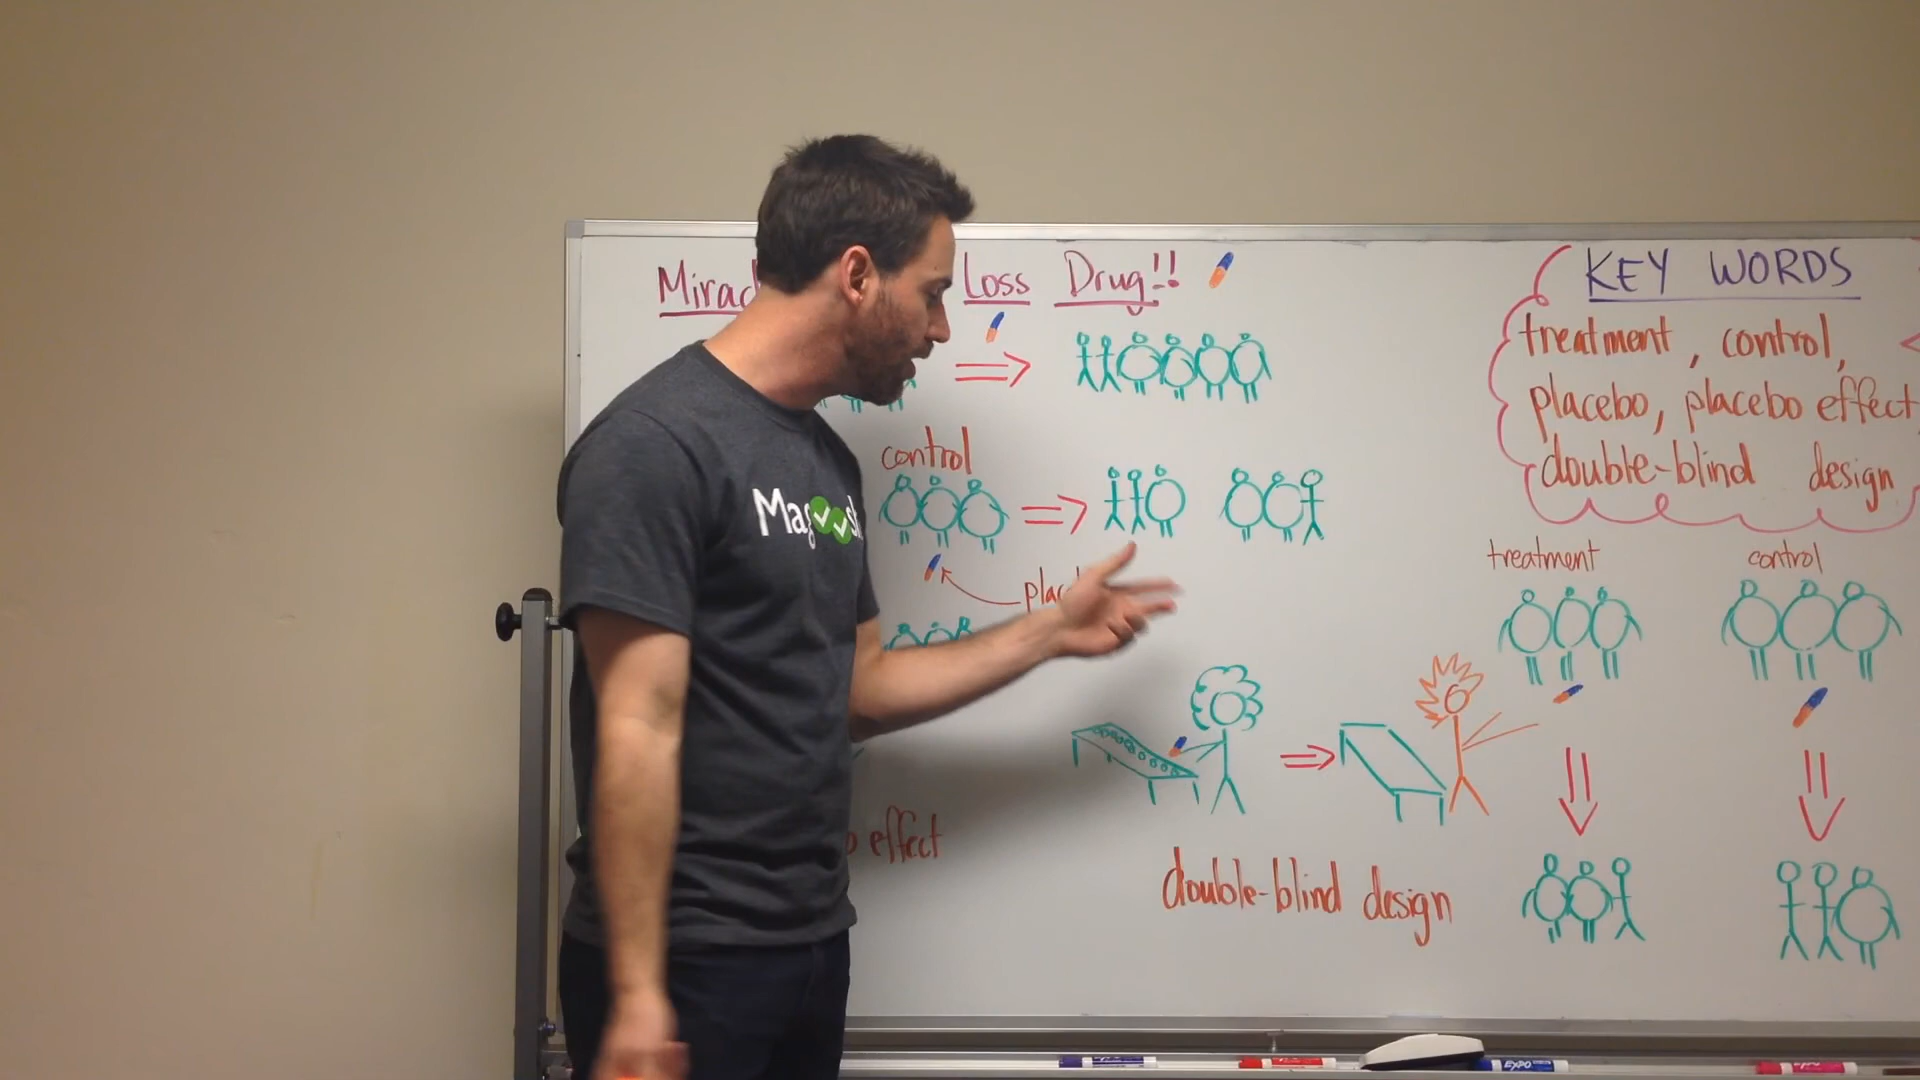 Loss Drug!!
control
effect
double-blind design
KEY WORDS
treatment, control,
placebo, placebo effect
double-blind design
treatment control
EXPO